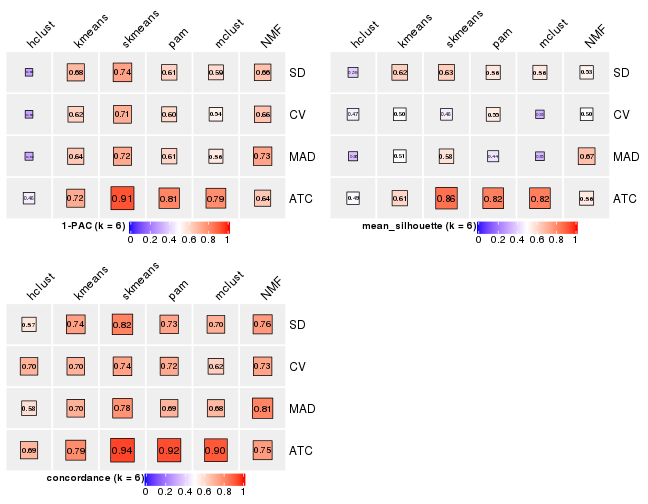 hclust kmeans skmeans pam mclust NMF
0.68 0.74 0.61 0.59 0.66 SD
0.62 0.71 0.60 0.54 0.66 CV
0.64 0.72 0.61 0.56 0.73 MAD
0.46 0.72 0.91 0.81 0.79 0.64 ATC
1-PAC (k = 6)
0 0.2 0.4 0.6 0.8 1
hclust kmeans skmeans pam mclust NMF
0.62 0.63 0.56 0.56 0.53 SD
0.47 0.50 0.46 0.55 0.50 CV
0.51 0.58 0.44 0.67 MAD
0.49 0.61 0.86 0.82 0.82 0.56 ATC
mean_silhouette (k = 6)
0 0.2 0.4 0.6 0.8 1
hclust kmeans skmeans pam mclust NMF
0.57 0.74 0.82 0.73 0.70 0.76 SD
0.70 0.70 0.74 0.72 0.62 0.73 CV
0.58 0.70 0.78 0.69 0.68 0.81 MAD
0.69 0.79 0.94 0.92 0.90 0.75 ATC
concordance (k = 6)
0 0.2 0.4 0.6 0.8 1